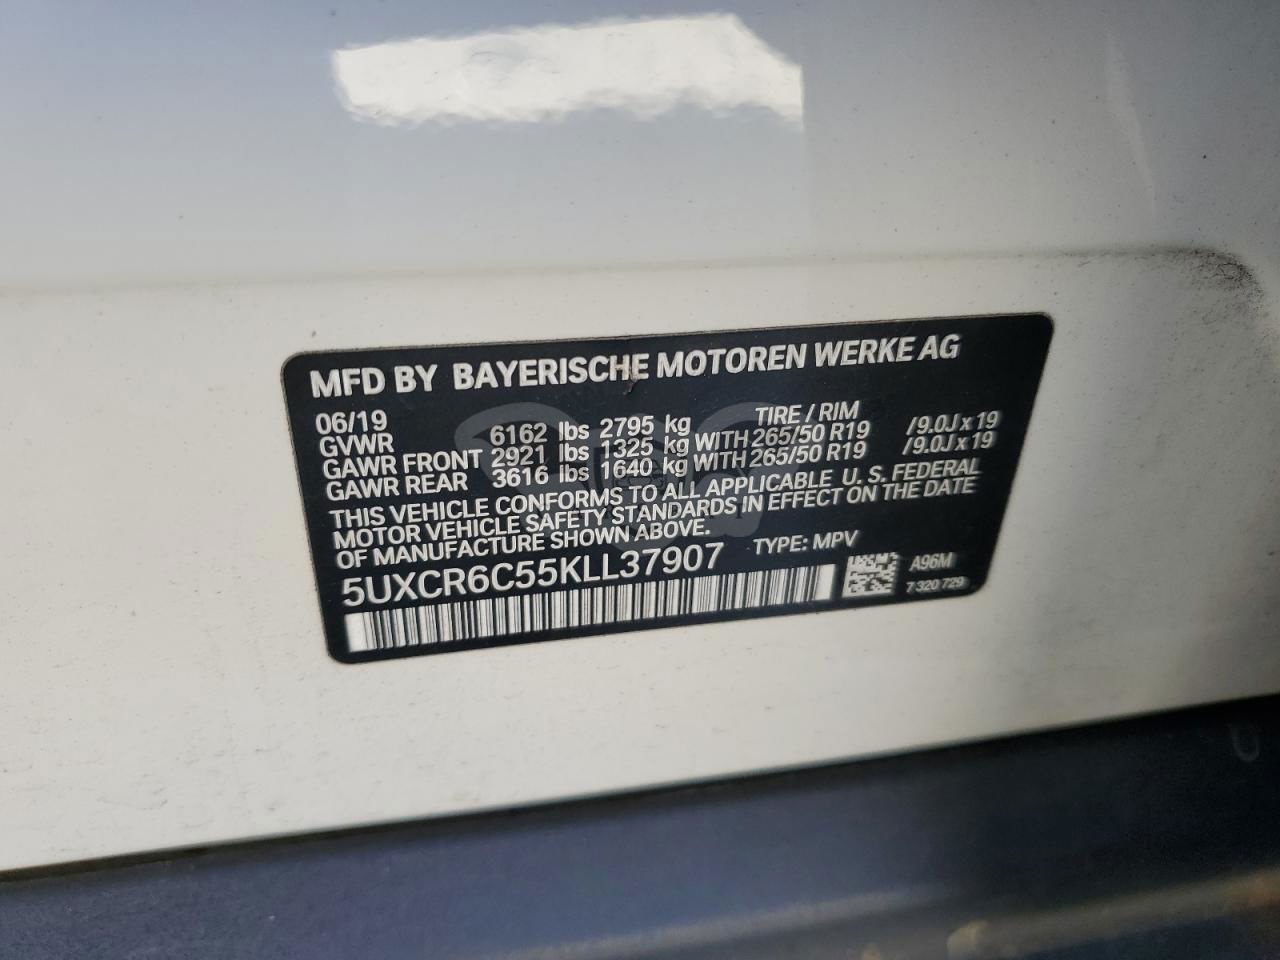 MFD BY BAYERISCHE MOTOREN WERKE AG
06/19 TIRE / RIM
GVWR 6162 lbs 2795 kg
GAWR FRONT 2921 lbs 1325 kg WITH 265/50 R19 /9.0J x 19
GAWR REAR 3616 lbs 1640 kg WITH 265/50 R19 /9.0J x 19
THIS VEHICLE CONFORMS TO ALL APPLICABLE U. S. FEDERAL
MOTOR VEHICLE SAFETY STANDARDS IN EFFECT ON THE DATE
OF MANUFACTURE SHOWN ABOVE.
5UXCR6C55KLL37907 TYPE: MPV
A96M
7 320 729